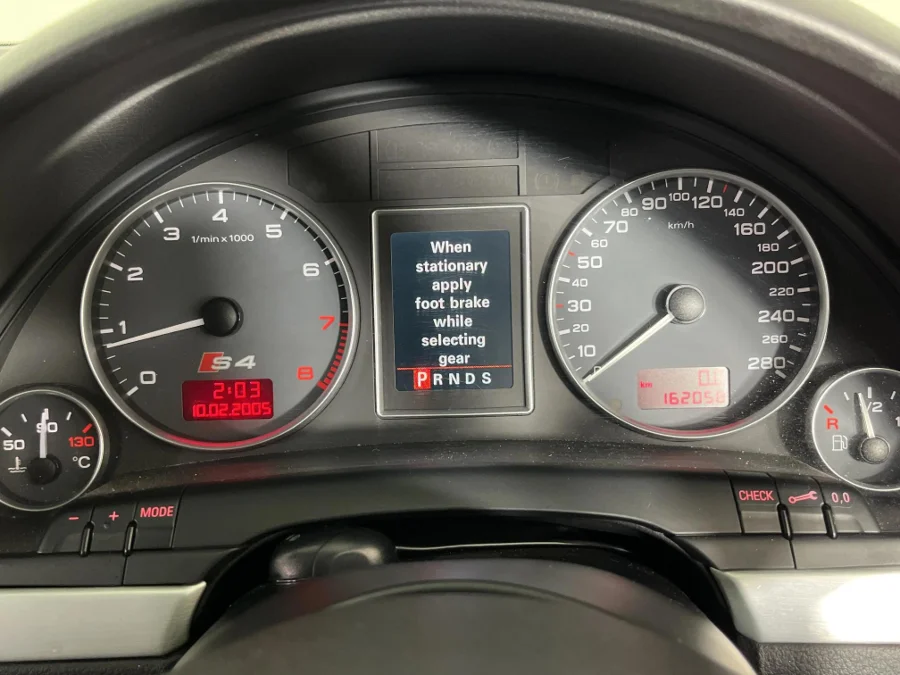 4
3
5
1/min x 1000
2
6
1
7
0
S4
8
2:03
10.02.2005
When
stationary
apply
foot brake
while
selecting
gear
P R N D S
90
100
120
80
140
70
km/h
160
60
180
50
200
40
220
30
240
20
260
10
280
0
km
50
90
130
°C
1/2
R
- + MODE
CHECK
0,0